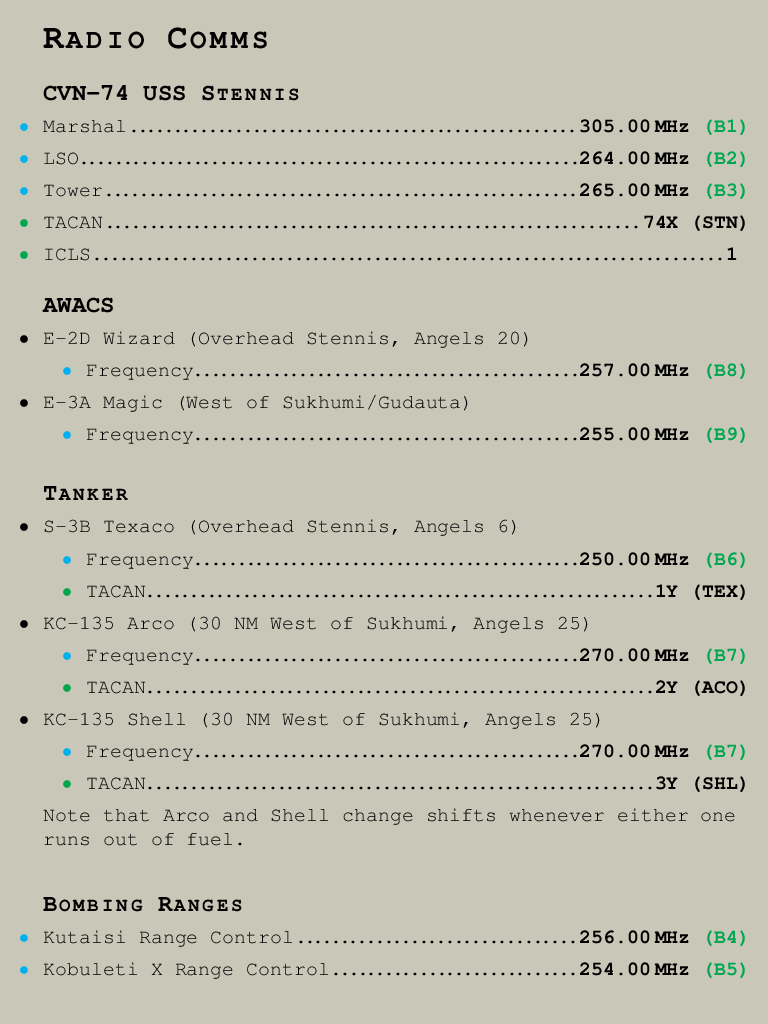 Radio Comms
CVN-74 USS Stennis
• Marshal..................................................305.00 MHz (B1)
• LSO........................................................264.00 MHz (B2)
• Tower.....................................................265.00 MHz (B3)
• TACAN............................................................74X (STN)
• ICLS......................................................................1
AWACS
• E-2D Wizard (Overhead Stennis, Angels 20)
• Frequency...........................................257.00 MHz (B8)
• E-3A Magic (West of Sukhumi/Gudauta)
• Frequency...........................................255.00 MHz (B9)
Tanker
• S-3B Texaco (Overhead Stennis, Angels 6)
• Frequency...........................................250.00 MHz (B6)
• TACAN.........................................................1Y (TEX)
• KC-135 Arco (30 NM West of Sukhumi, Angels 25)
• Frequency...........................................270.00 MHz (B7)
• TACAN.........................................................2Y (ACO)
• KC-135 Shell (30 NM West of Sukhumi, Angels 25)
• Frequency...........................................270.00 MHz (B7)
• TACAN.........................................................3Y (SHL)
Note that Arco and Shell change shifts whenever either one
runs out of fuel.
Bombing Ranges
• Kutaisi Range Control...............................256.00 MHz (B4)
• Kobuleti X Range Control...........................254.00 MHz (B5)